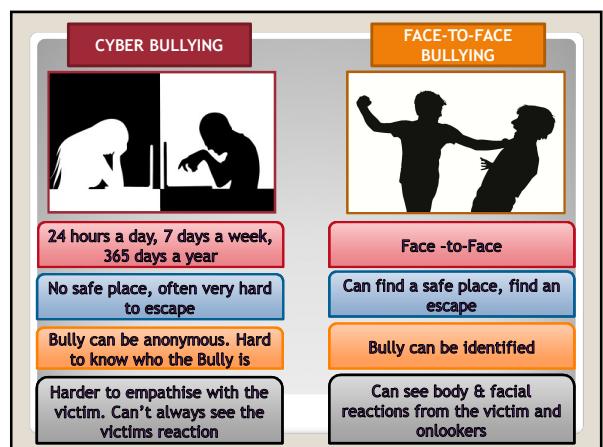 CYBER BULLYING
24 hours a day, 7 days a week,
365 days a year
No safe place, often very hard
to escape
Bully can be anonymous. Hard
to know who the Bully is
Harder to empathise with the
victim. Can't always see the
victims reaction
FACE-TO-FACE
BULLYING
Face -to-Face
Can find a safe place, find an
escape
Bully can be identified
Can see body & facial
reactions from the victim and
onlookers